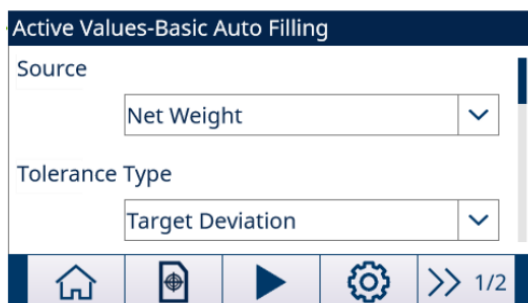 Active Values-Basic Auto Filling
Source
Net Weight
Tolerance Type
Target Deviation
1/2